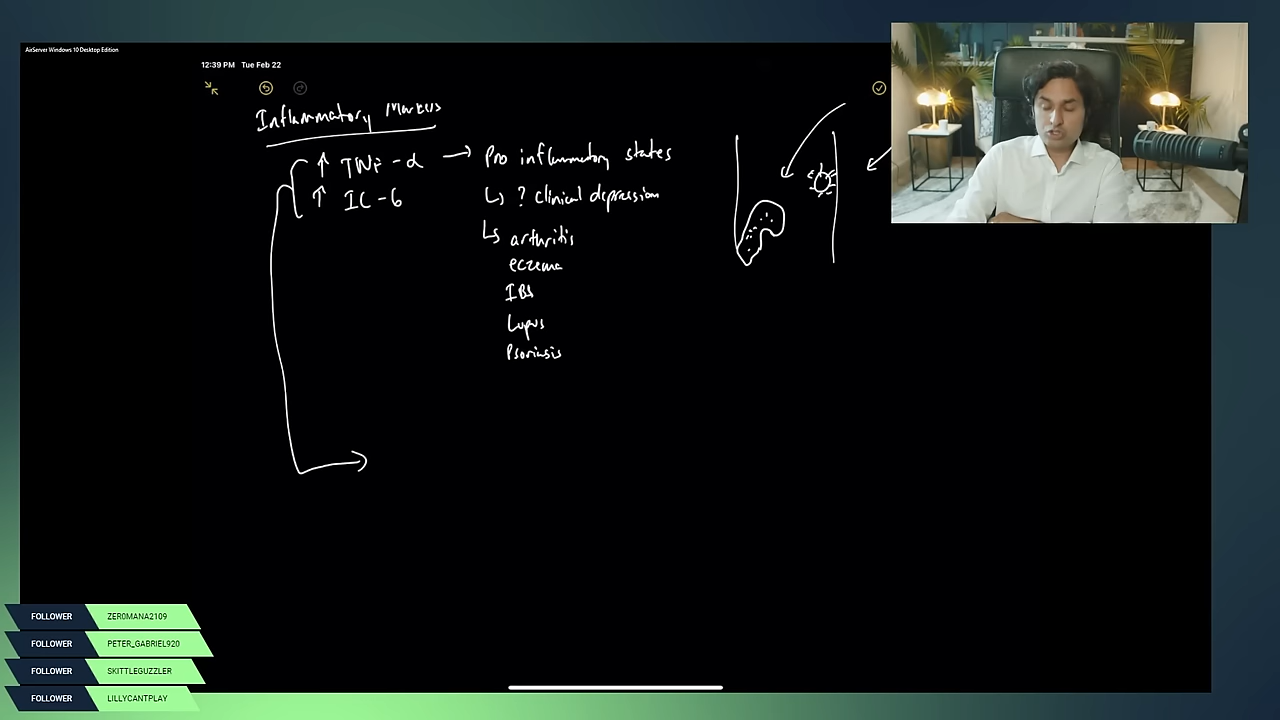 AirServer Windows 10 Desktop Edition
12:39 PM Tue Feb 22
Inflammatory Markers
↑ TNF-α → Pro inflammatory states
↑ IL-6
↳ ? clinical depression
↳ arthritis
eczema
IBS
Lupus
Psoriasis
FOLLOWER ZER0MANA2109
FOLLOWER PETER_GABRIEL920
FOLLOWER SKITTLEGUZZLER
FOLLOWER LILLYCANTPLAY